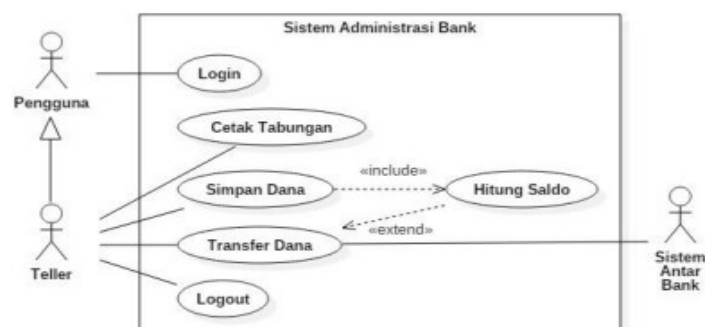 Sistem Administrasi Bank
Login
Pengguna
Cetak Tabungan
«include»
Simpan Dana
Hitung Saldo
«extend»
Transfer Dana
Teller
Sistem
Antar
Bank
Logout